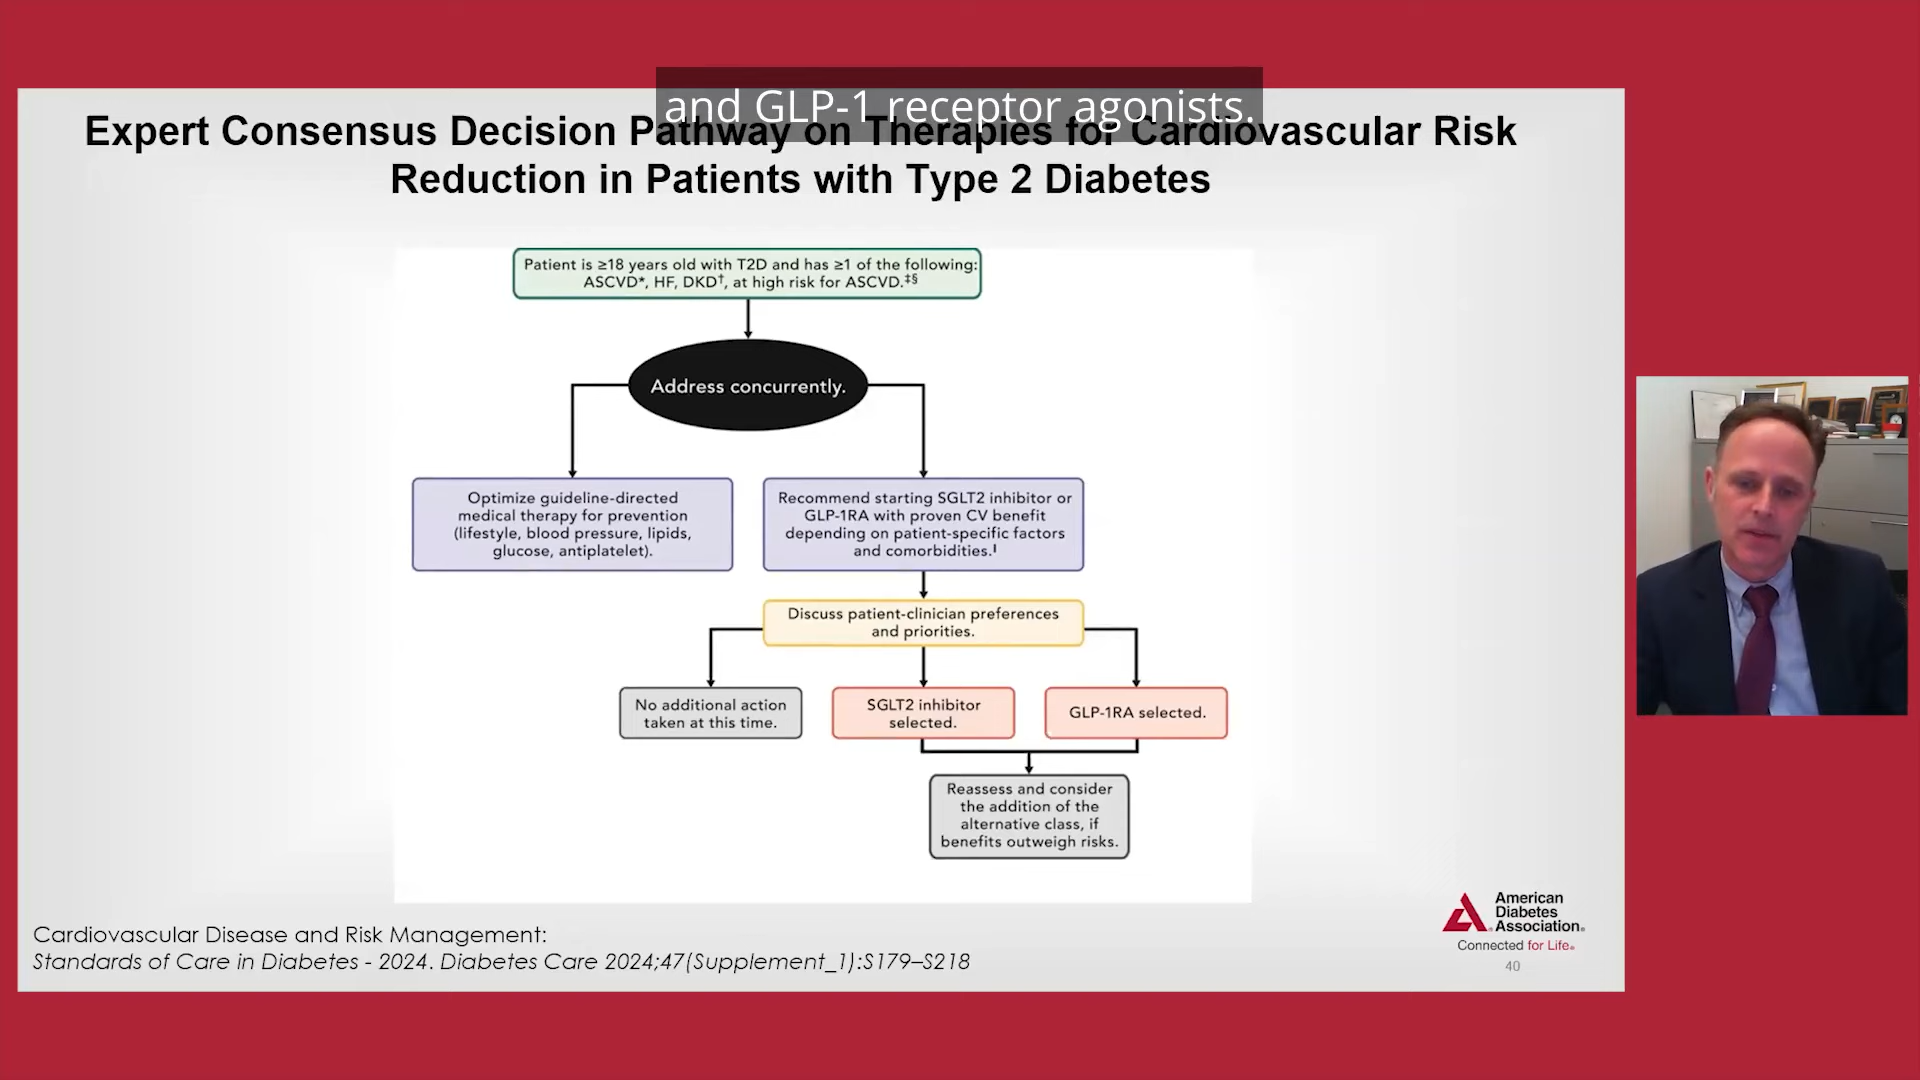 and GLP-1 receptor agonists.
Expert Consensus Decision Pathway on Therapies for Cardiovascular Risk
Reduction in Patients with Type 2 Diabetes
Patient is ≥18 years old with T2D and has ≥1 of the following:
ASCVD*, HF, DKD†, at high risk for ASCVD.‡§
Address concurrently.
Optimize guideline-directed
medical therapy for prevention
(lifestyle, blood pressure, lipids,
glucose, antiplatelet).
Recommend starting SGLT2 inhibitor or
GLP-1RA with proven CV benefit
depending on patient-specific factors
and comorbidities.‖
Discuss patient-clinician preferences
and priorities.
No additional action
taken at this time.
SGLT2 inhibitor
selected.
GLP-1RA selected.
Reassess and consider
the addition of the
alternative class, if
benefits outweigh risks.
Cardiovascular Disease and Risk Management:
Standards of Care in Diabetes - 2024. Diabetes Care 2024;47(Supplement_1):S179–S218
American
Diabetes
Association®
Connected for Life®
40